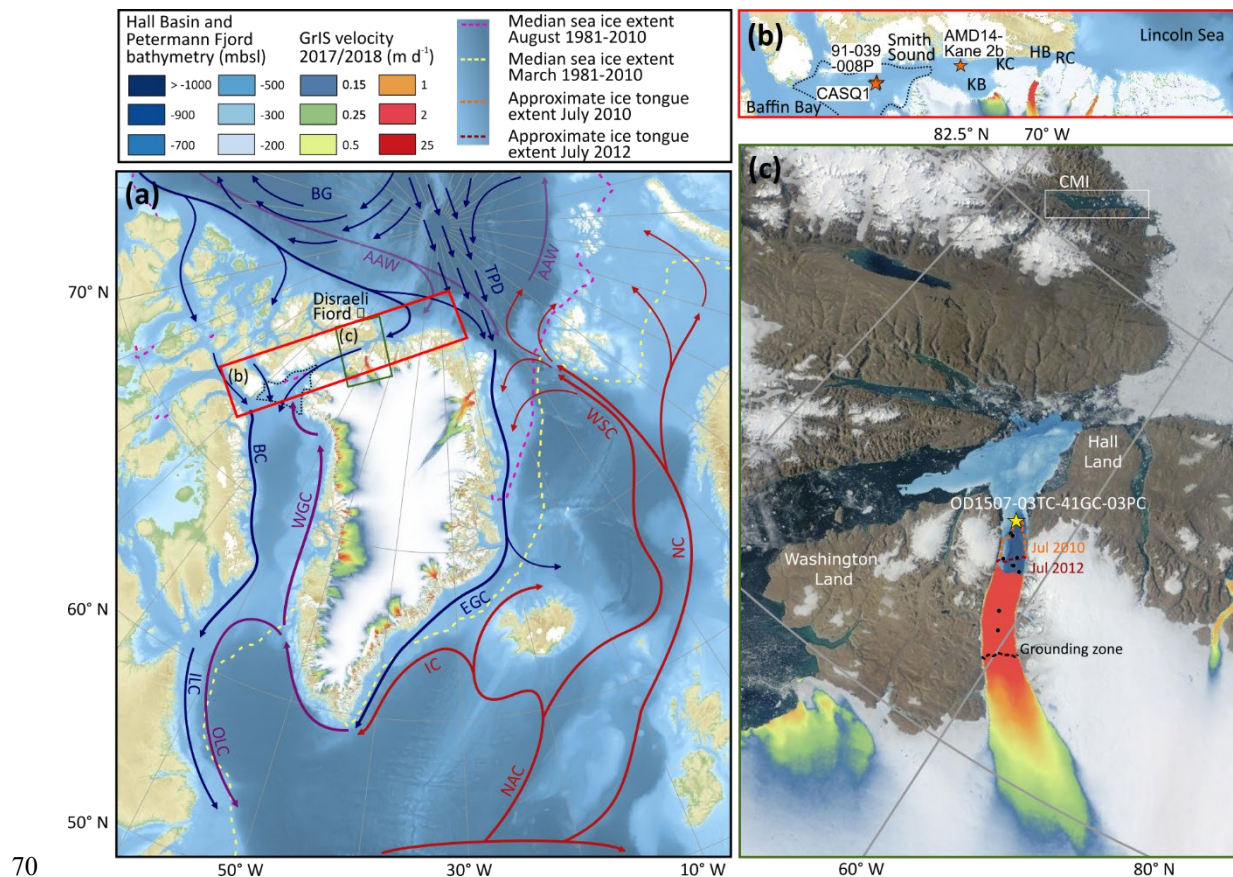 Hall Basin and
Petermann Fjord
bathymetry (mbsl)
> -1000
-900
-700
-500
-300
-200
GrIS velocity
2017/2018 (m d⁻¹)
0.15
0.25
0.5
1
2
25
Median sea ice extent
August 1981-2010
Median sea ice extent
March 1981-2010
Approximate ice tongue
extent July 2010
Approximate ice tongue
extent July 2012
(b)
91-039
-008P
Smith
Sound
AMD14-
Kane 2b
KC
HB
RC
Lincoln Sea
CASQ1
KB
Baffin Bay
82.5° N
70° W
(a)
BG
AAW
TPD
AAW
70° N
Disraeli
Fiord
(c)
(b)
BC
WSC
WGC
NC
60° N
EGC
ILC
IC
OLC
NAC
50° N
50° W
30° W
10° W
(c)
CMI
Hall
Land
OD1507-03TC-41GC-03PC
Jul 2010
Washington
Land
Jul 2012
Grounding zone
60° W
80° N
70